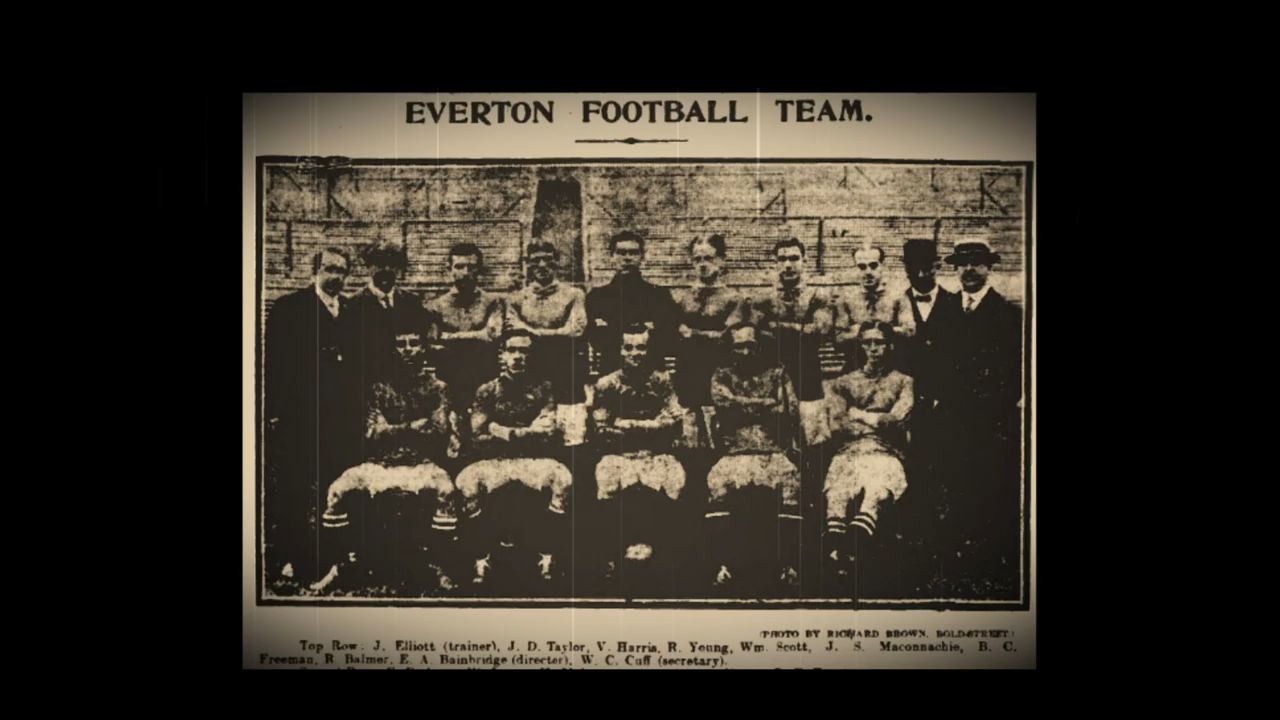 EVERTON FOOTBALL TEAM.
(PHOTO BY RICHARD BROWN, BOLD-STREET.)
Top Row: J. Elliott (trainer), J. D. Taylor, V. Harris, R. Young, Wm. Scott, J. S. Maconnachie, B. C.
Freeman, R. Balmer, E. A. Bainbridge (director), W. C. Cuff (secretary).